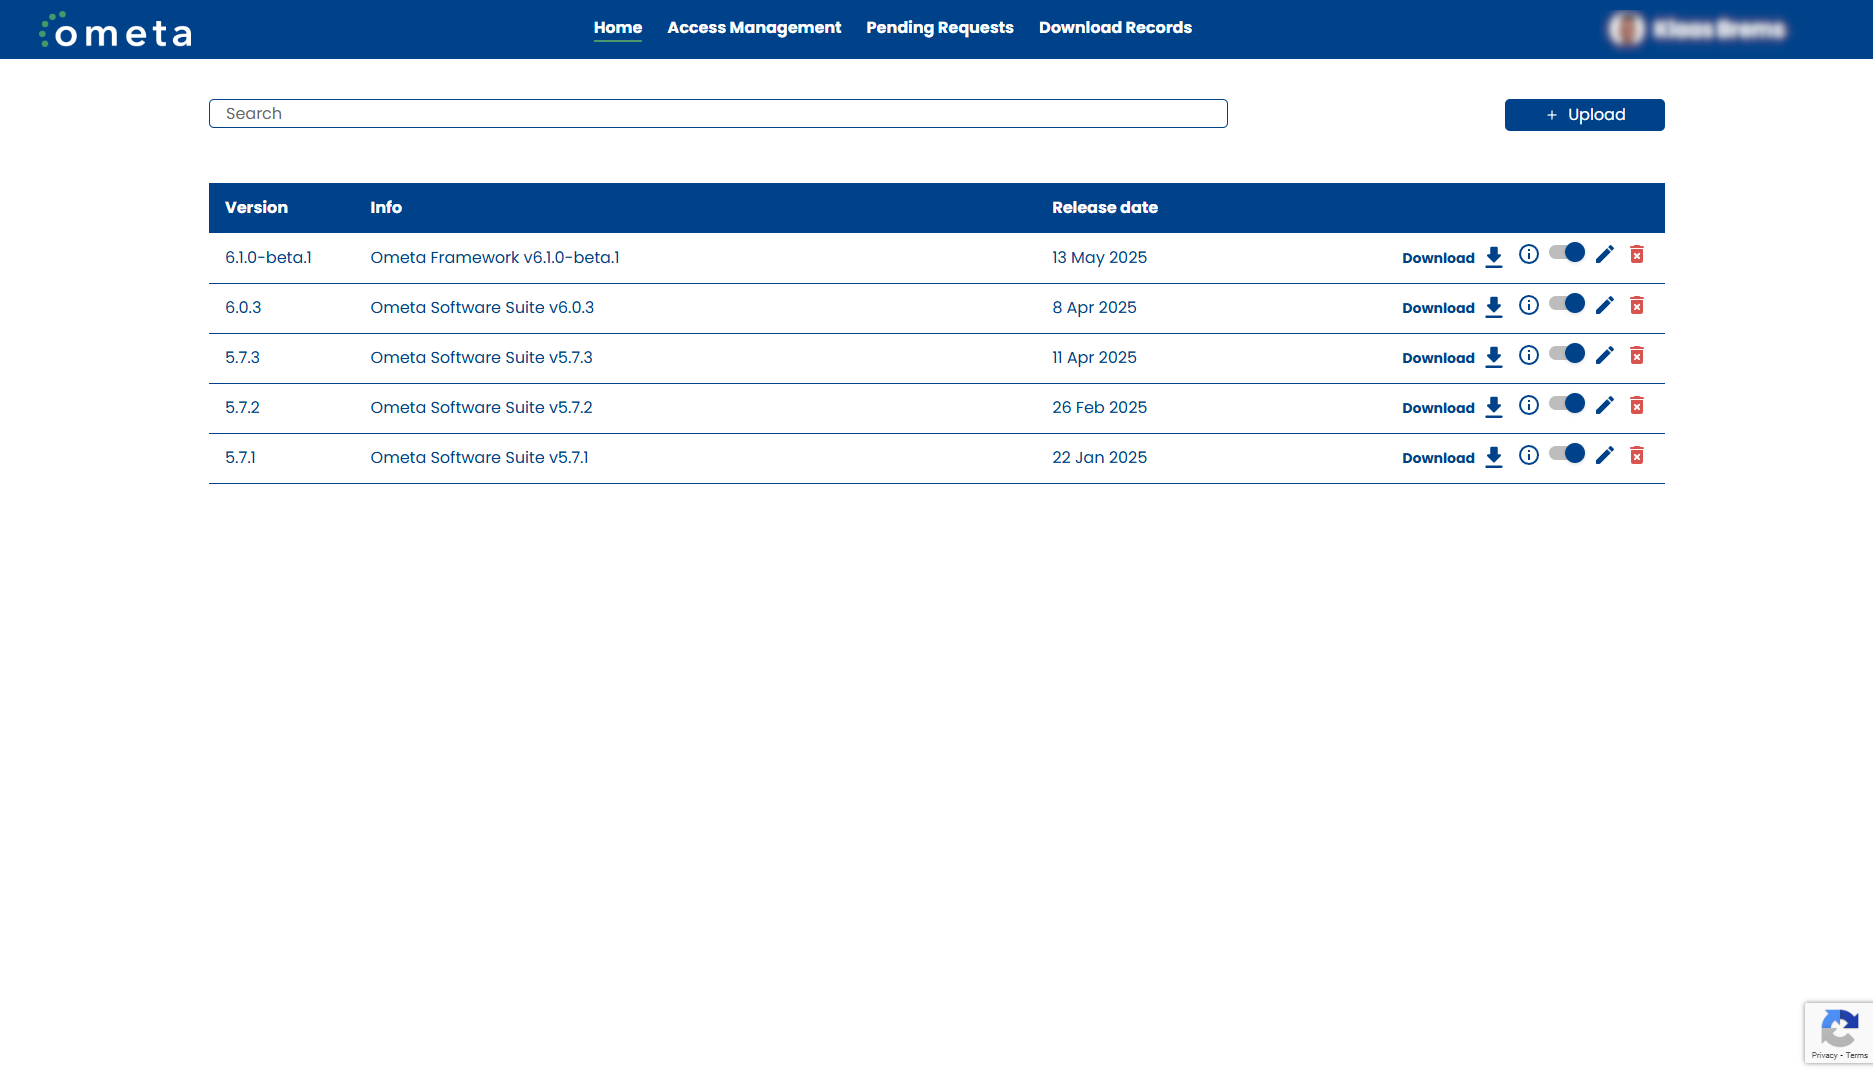 ometa
Home Access Management Pending Requests Download Records
Search
+ Upload
Version Info Release date
6.1.0-beta.1 Ometa Framework v6.1.0-beta.1 13 May 2025 Download
6.0.3 Ometa Software Suite v6.0.3 8 Apr 2025 Download
5.7.3 Ometa Software Suite v5.7.3 11 Apr 2025 Download
5.7.2 Ometa Software Suite v5.7.2 26 Feb 2025 Download
5.7.1 Ometa Software Suite v5.7.1 22 Jan 2025 Download
Privacy - Terms